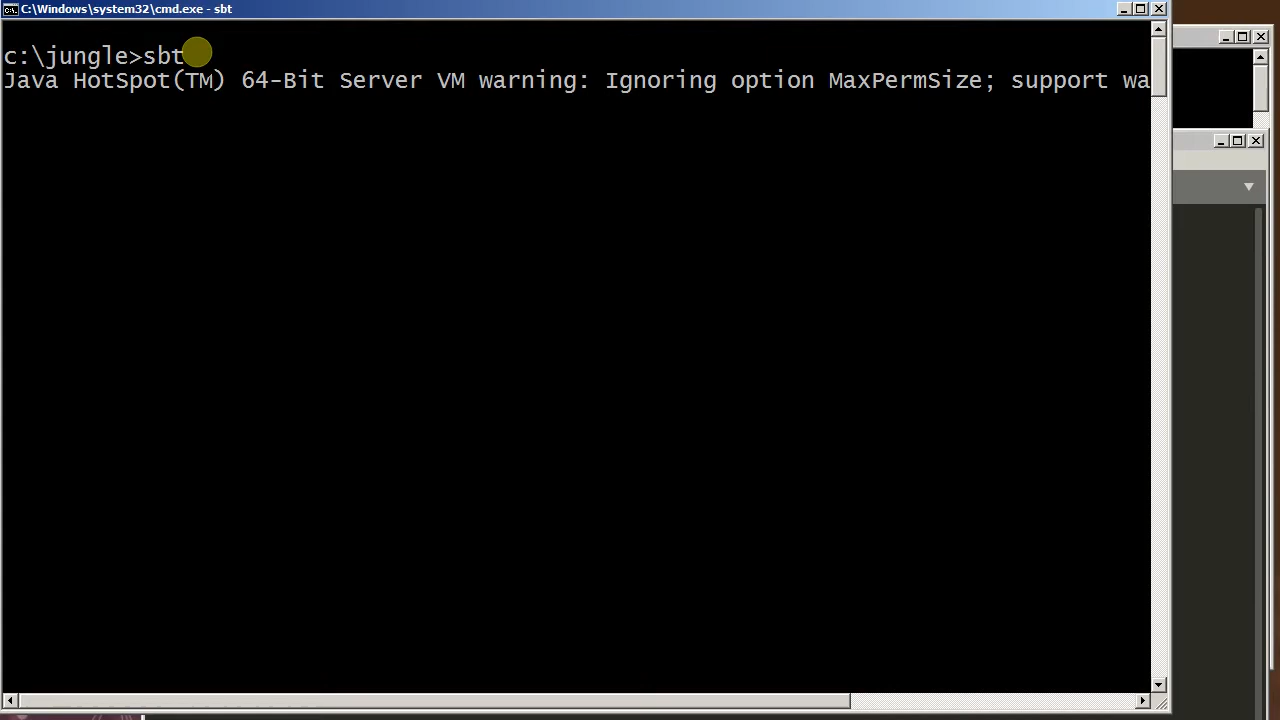 C:\Windows\system32\cmd.exe - sbt
c:\jungle>sbt
Java HotSpot(TM) 64-Bit Server VM warning: Ignoring option MaxPermSize; support wa